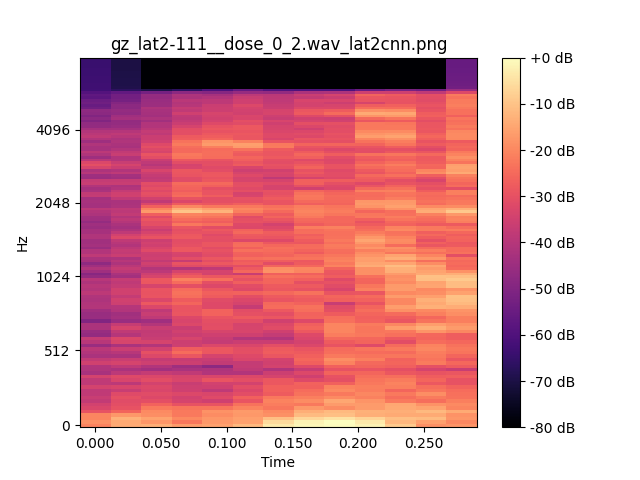 gz_lat2-111__dose_0_2.wav_lat2cnn.png
+0 dB
-10 dB
-20 dB
-30 dB
-40 dB
-50 dB
-60 dB
-70 dB
-80 dB
Hz
4096
2048
1024
512
0
0.000 0.050 0.100 0.150 0.200 0.250
Time